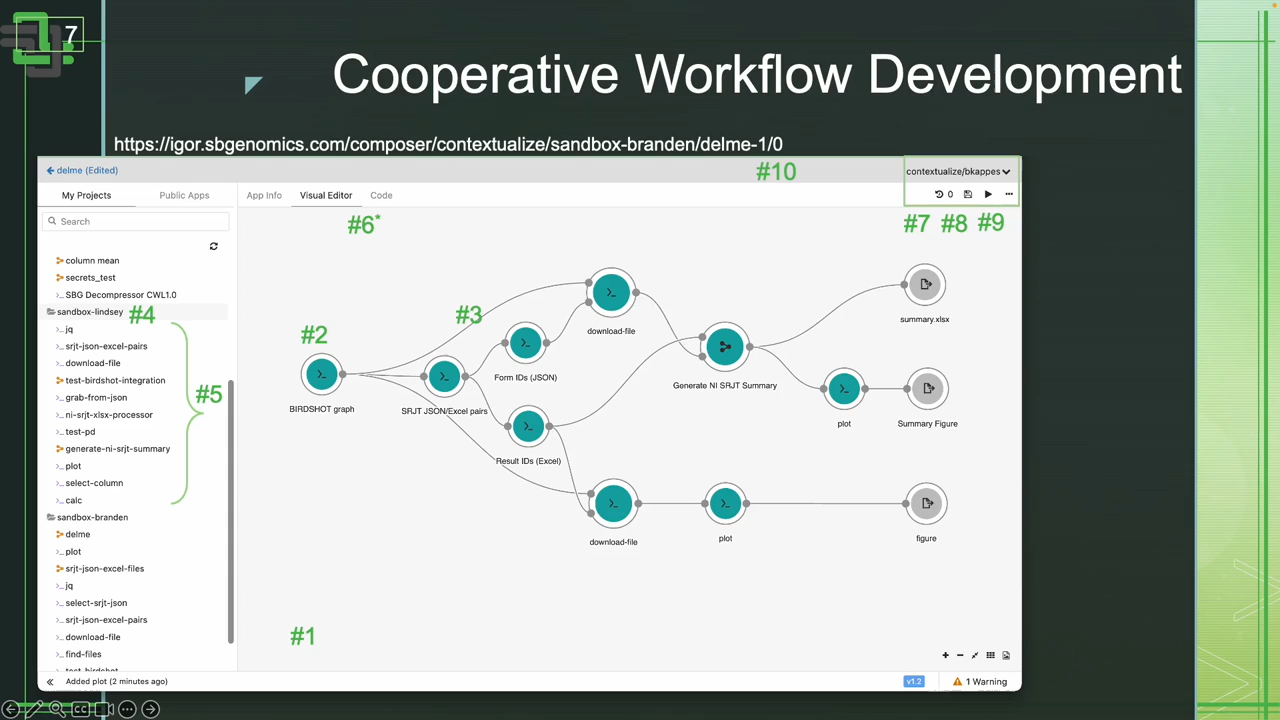 7
Cooperative Workflow Development
https://igor.sbgenomics.com/composer/contextualize/sandbox-branden/delme-1/0
delme (Edited)
#10
contextualize/bkappes
My Projects
Public Apps
App Info
Visual Editor
Code
0
Search
#6*
#7 #8 #9
column mean
secrets_test
SBG Decompressor CWL1.0
sandbox-lindsey
#4
jq
srjt-json-excel-pairs
download-file
test-birdshot-integration
grab-from-json
#5
ni-srjt-xlsx-processor
test-pd
generate-ni-srjt-summary
plot
select-column
calc
sandbox-branden
delme
plot
srjt-json-excel-files
jq
select-srjt-json
srjt-json-excel-pairs
download-file
find-files
test-birdshot
#2
#3
BIRDSHOT graph
SRJT JSON/Excel pairs
Form IDs (JSON)
Result IDs (Excel)
download-file
Generate NI SRJT Summary
summary.xlsx
plot
Summary Figure
download-file
plot
figure
#1
Added plot (2 minutes ago)
v1.2
1 Warning
CC